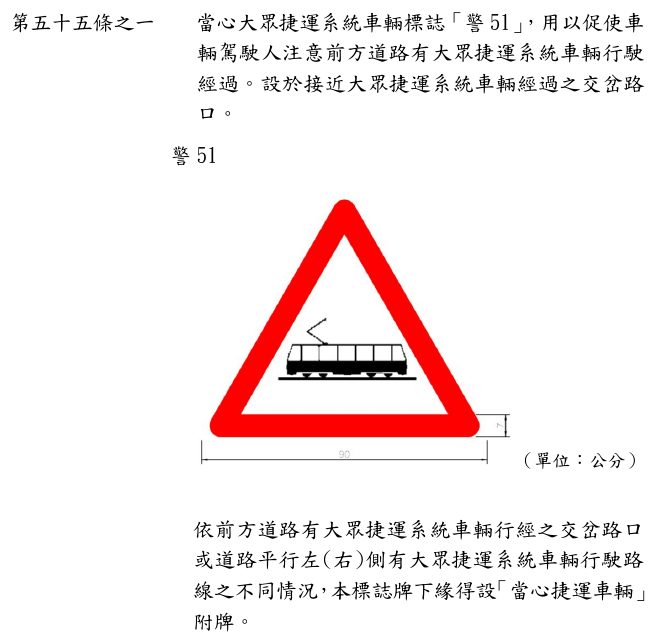 第五十五條之一 當心大眾捷運系統車輛標誌「警51」，用以促使車
輛駕駛人注意前方道路有大眾捷運系統車輛行駛
經過。設於接近大眾捷運系統車輛經過之交岔路
口。
警 51
7
90
（單位：公分）
依前方道路有大眾捷運系統車輛行經之交岔路口
或道路平行左(右)側有大眾捷運系統車輛行駛路
線之不同情況，本標誌牌下緣得設「當心捷運車輛」
附牌。